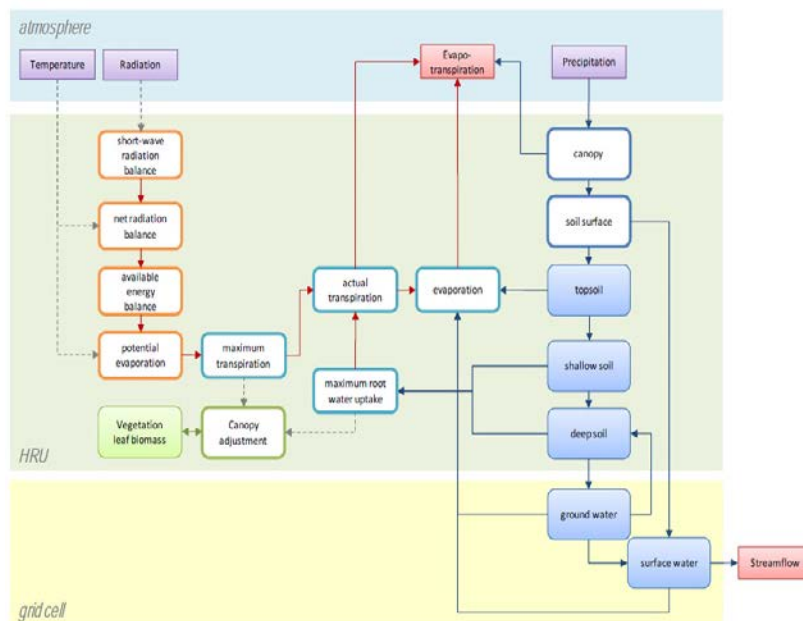 atmosphere
Temperature
Radiation
Evapo-
transpiration
Precipitation
short-wave
radiation
balance
canopy
net radiation
balance
soil surface
available
energy
balance
actual
transpiration
evaporation
topsoil
potential
evaporation
maximum
transpiration
maximum root
water uptake
shallow soil
Vegetation
leaf biomass
Canopy
adjustment
deep soil
HRU
ground water
surface water
Streamflow
grid cell